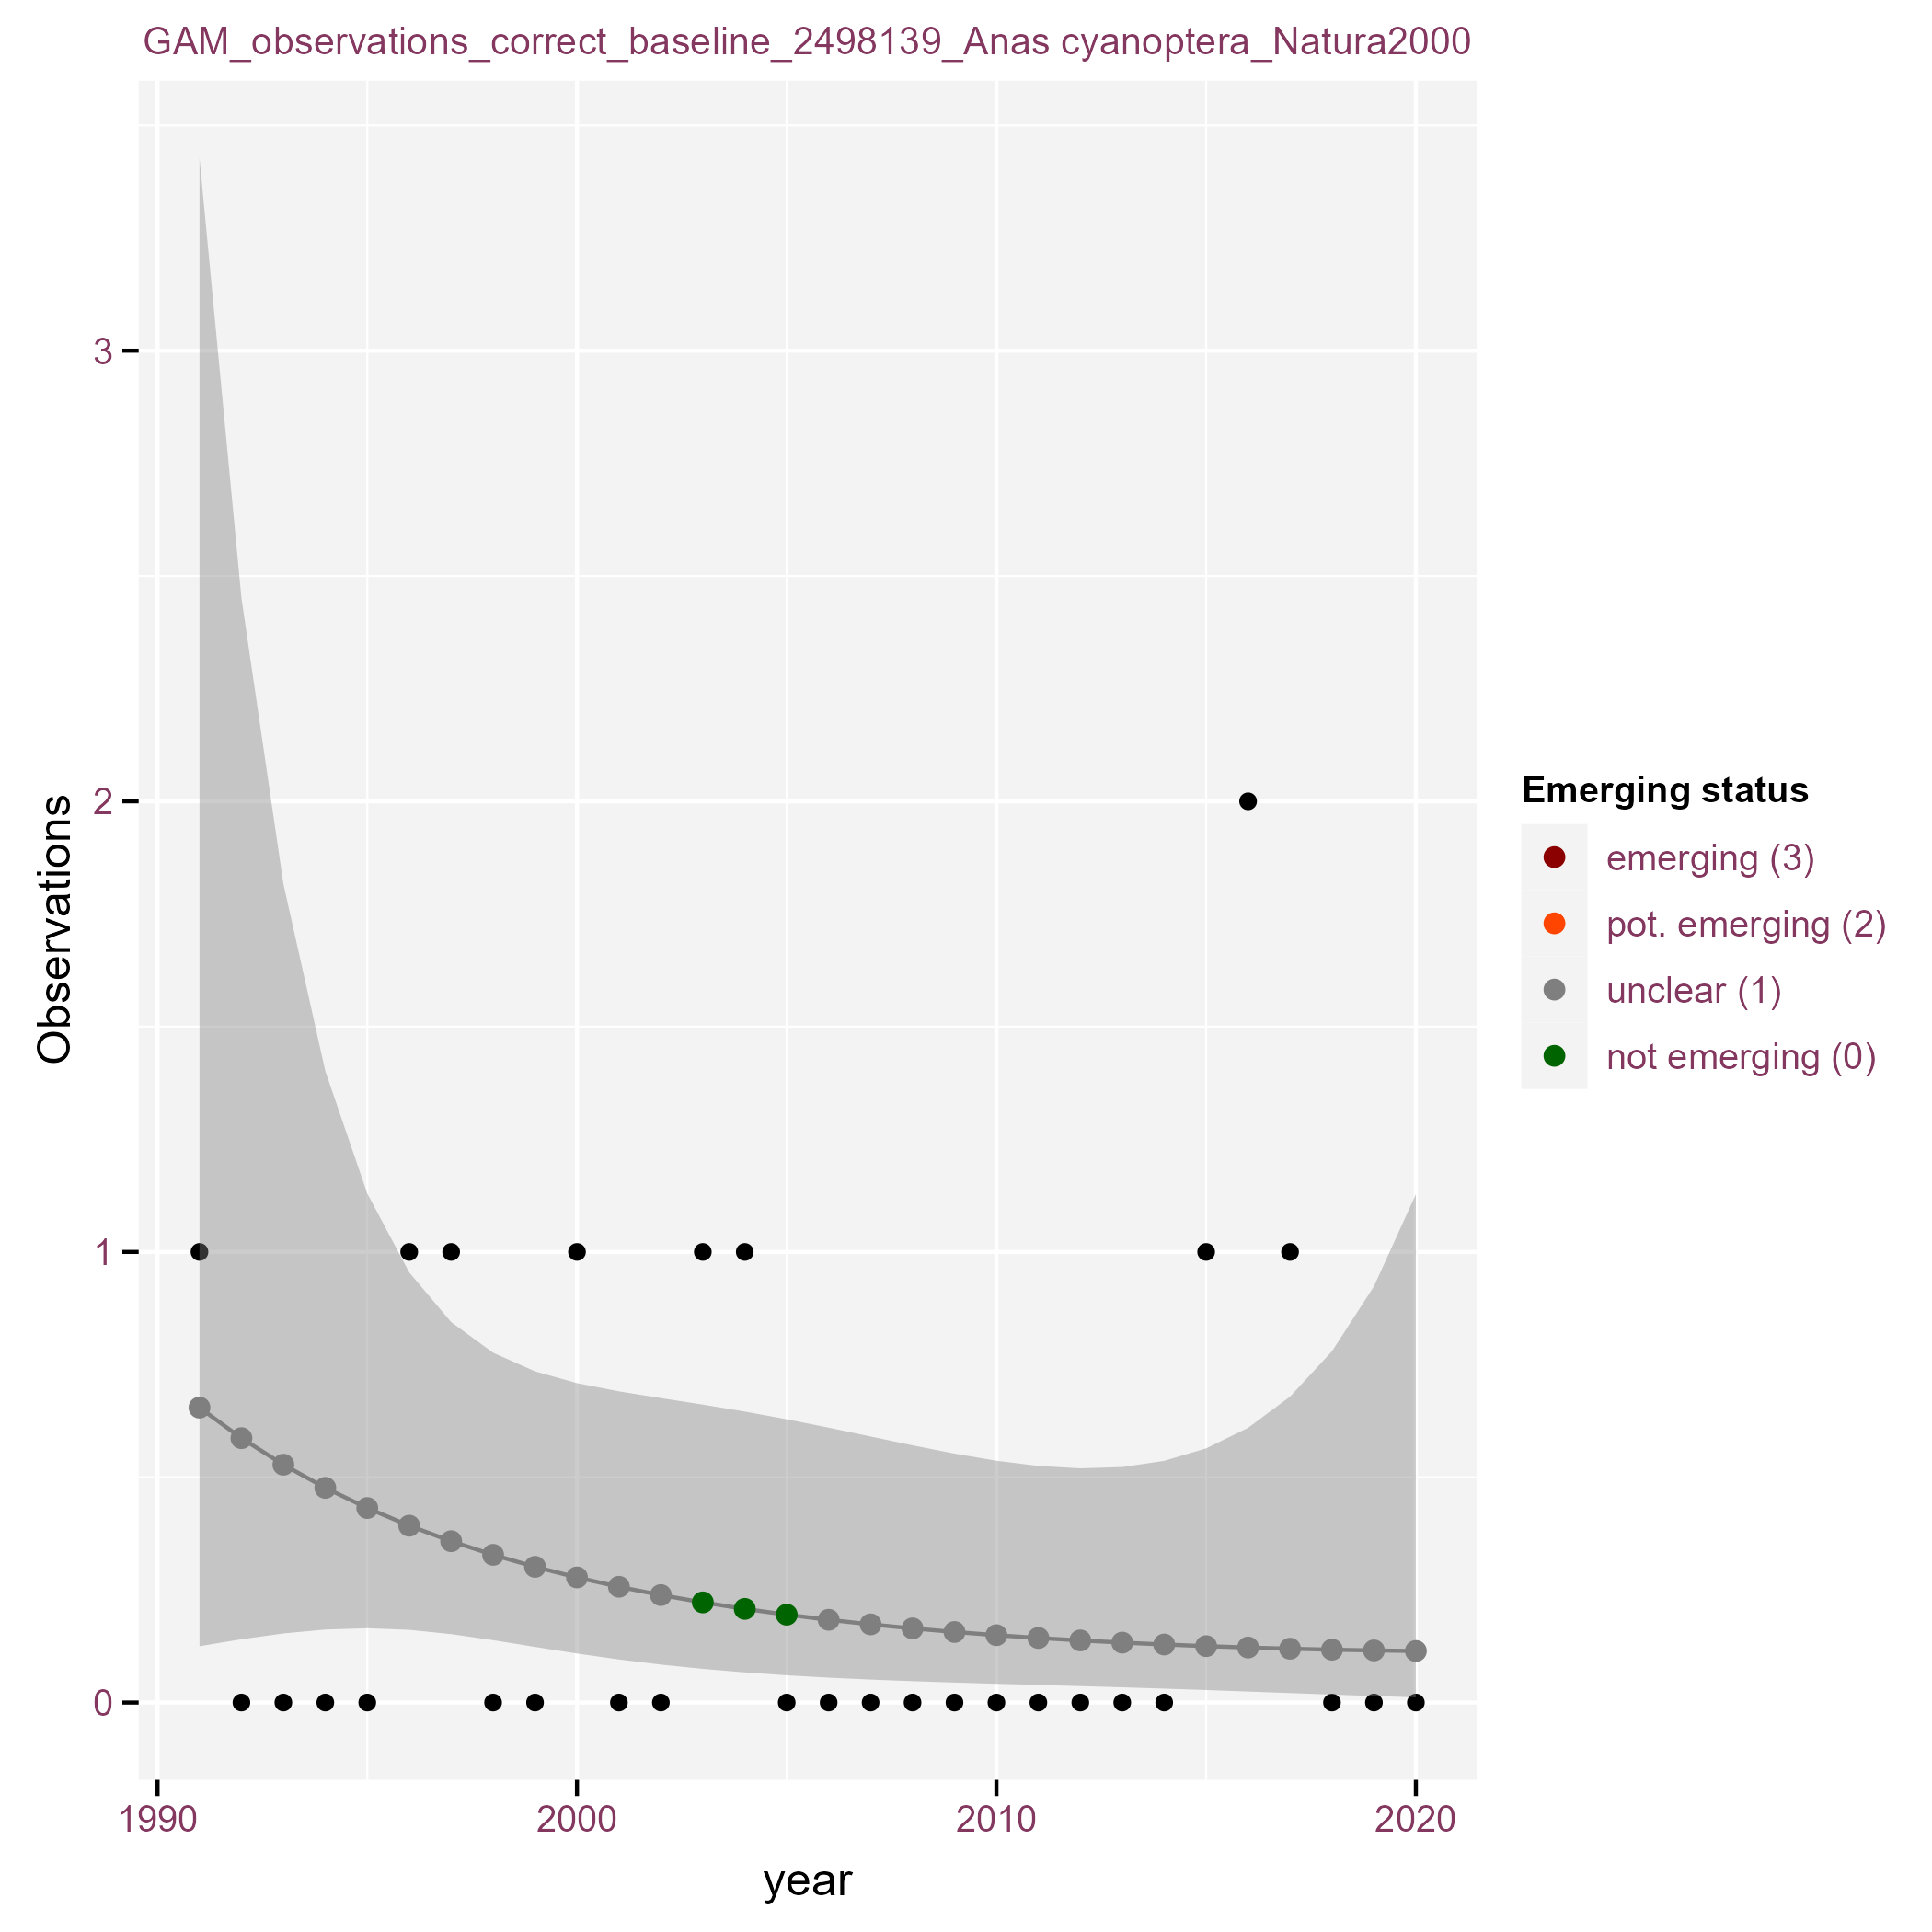 GAM_observations_correct_baseline_2498139_Anas cyanoptera_Natura2000
3
2
1
0
Observations
1990
2000
2010
2020
year
Emerging status
emerging (3)
pot. emerging (2)
unclear (1)
not emerging (0)